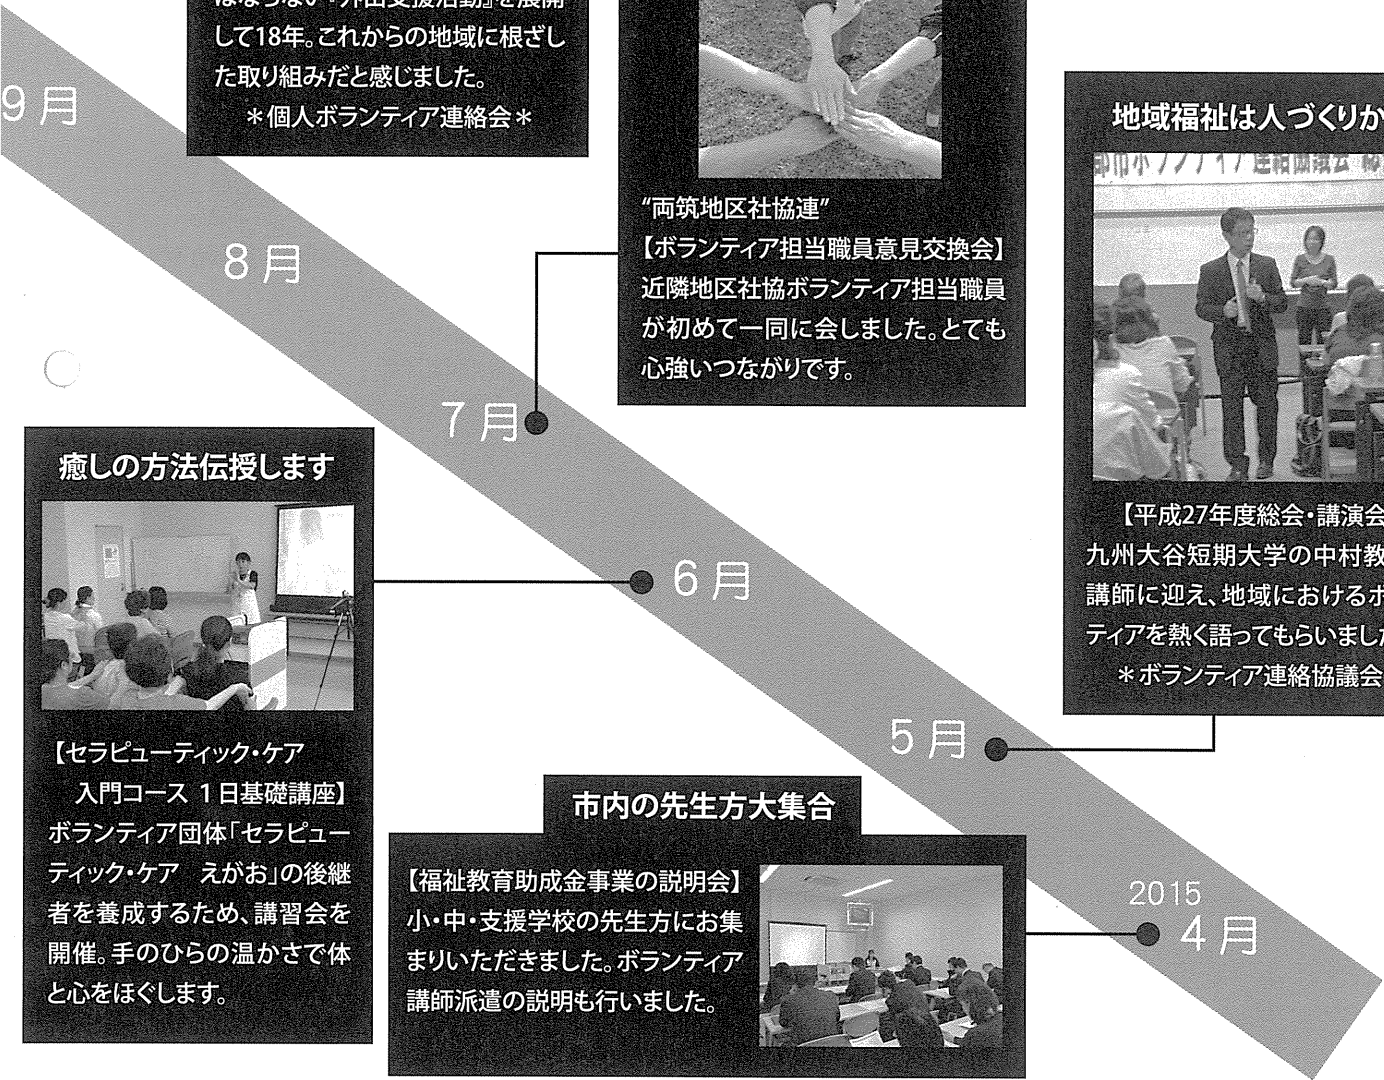 して18年。これからの地域に根ざし
た取り組みだと感じました。
＊個人ボランティア連絡会＊
9月
8月
“両筑地区社協連”
【ボランティア担当職員意見交換会】
近隣地区社協ボランティア担当職員
が初めて一同に会しました。とても
心強いつながりです。
7月
地域福祉は人づくりか
【平成27年度総会・講演会
九州大谷短期大学の中村教
講師に迎え、地域におけるボ
ティアを熱く語ってもらいました
＊ボランティア連絡協議会
癒しの方法伝授します
【セラピューティック・ケア
入門コース １日基礎講座】
ボランティア団体「セラピュー
ティック・ケア　えがお」の後継
者を養成するため、講習会を
開催。手のひらの温かさで体
と心をほぐします。
6月
5月
市内の先生方大集合
【福祉教育助成金事業の説明会】
小・中・支援学校の先生方にお集
まりいただきました。ボランティア
講師派遣の説明も行いました。
2015
4月